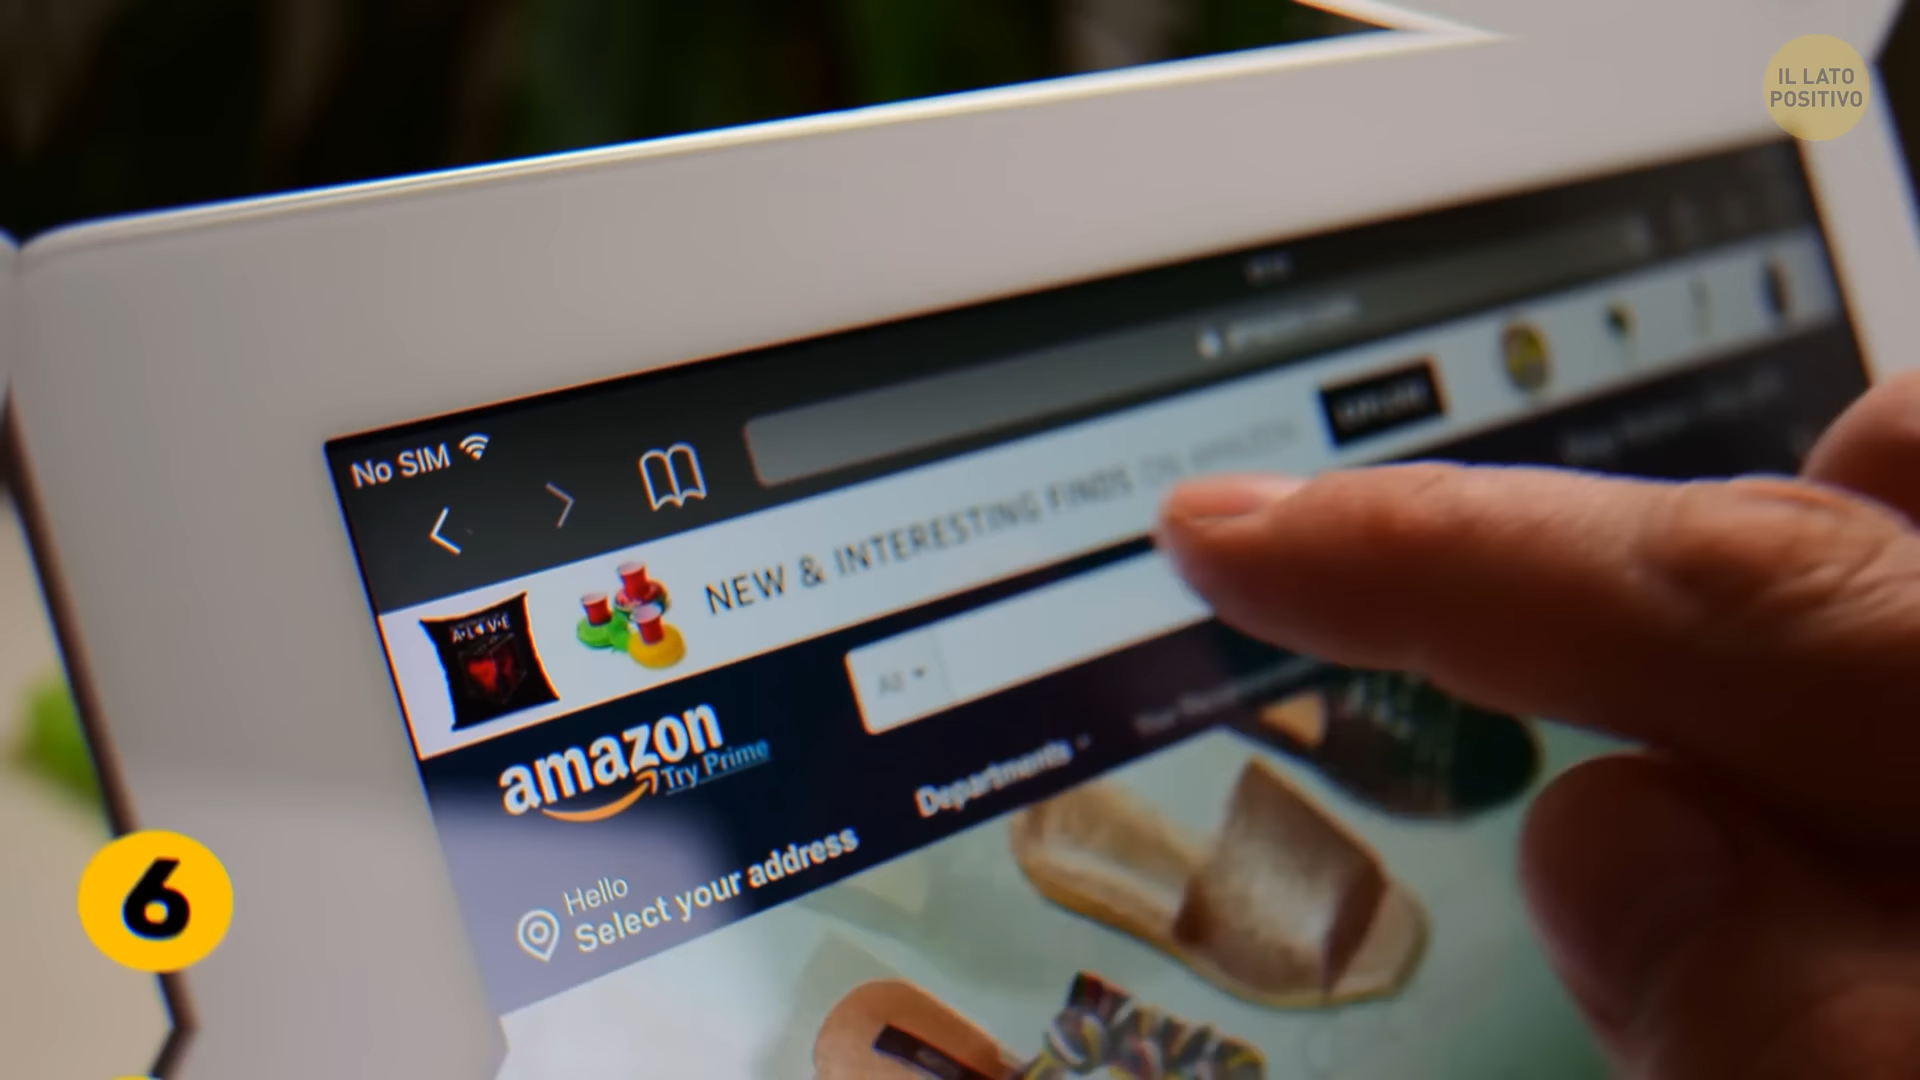 IL LATO
POSITIVO
No SIM
NEW & INTERESTING FINDS ON AMAZON
A·L·O·V·E
All
amazon
Try Prime
Departments
Hello
Select your address
6